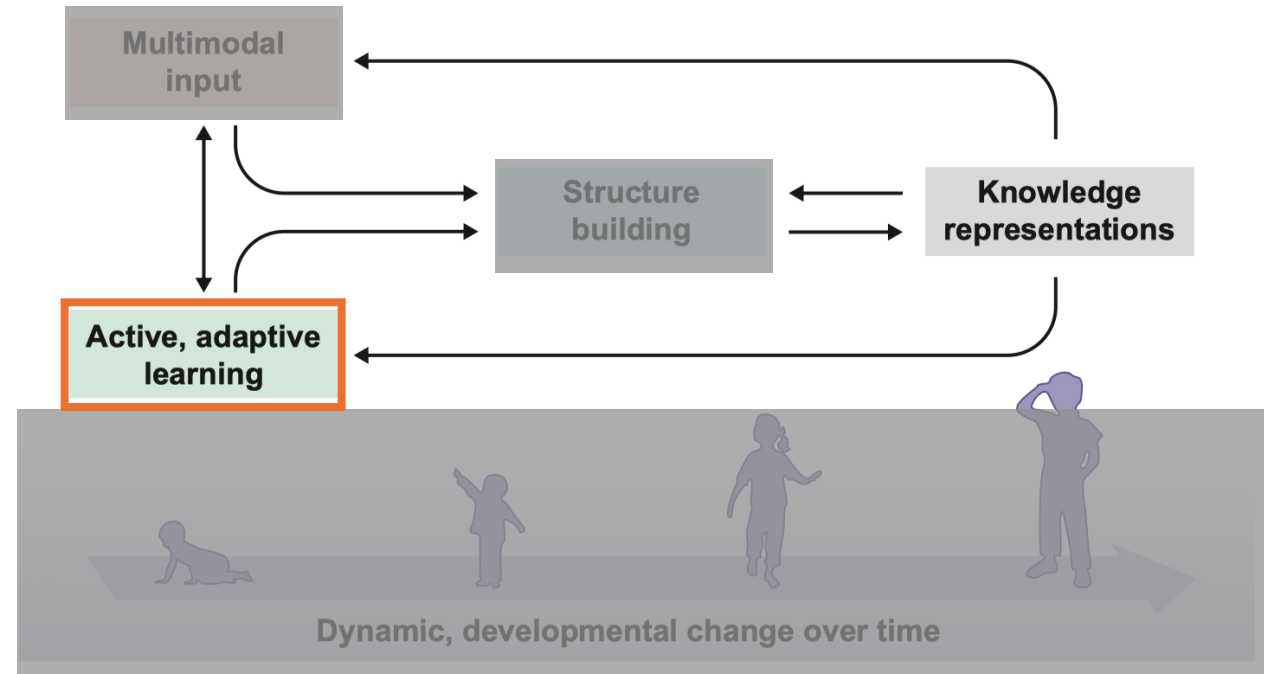 Multimodal
input
Structure
building
Knowledge
representations
Active, adaptive
learning
Dynamic, developmental change over time